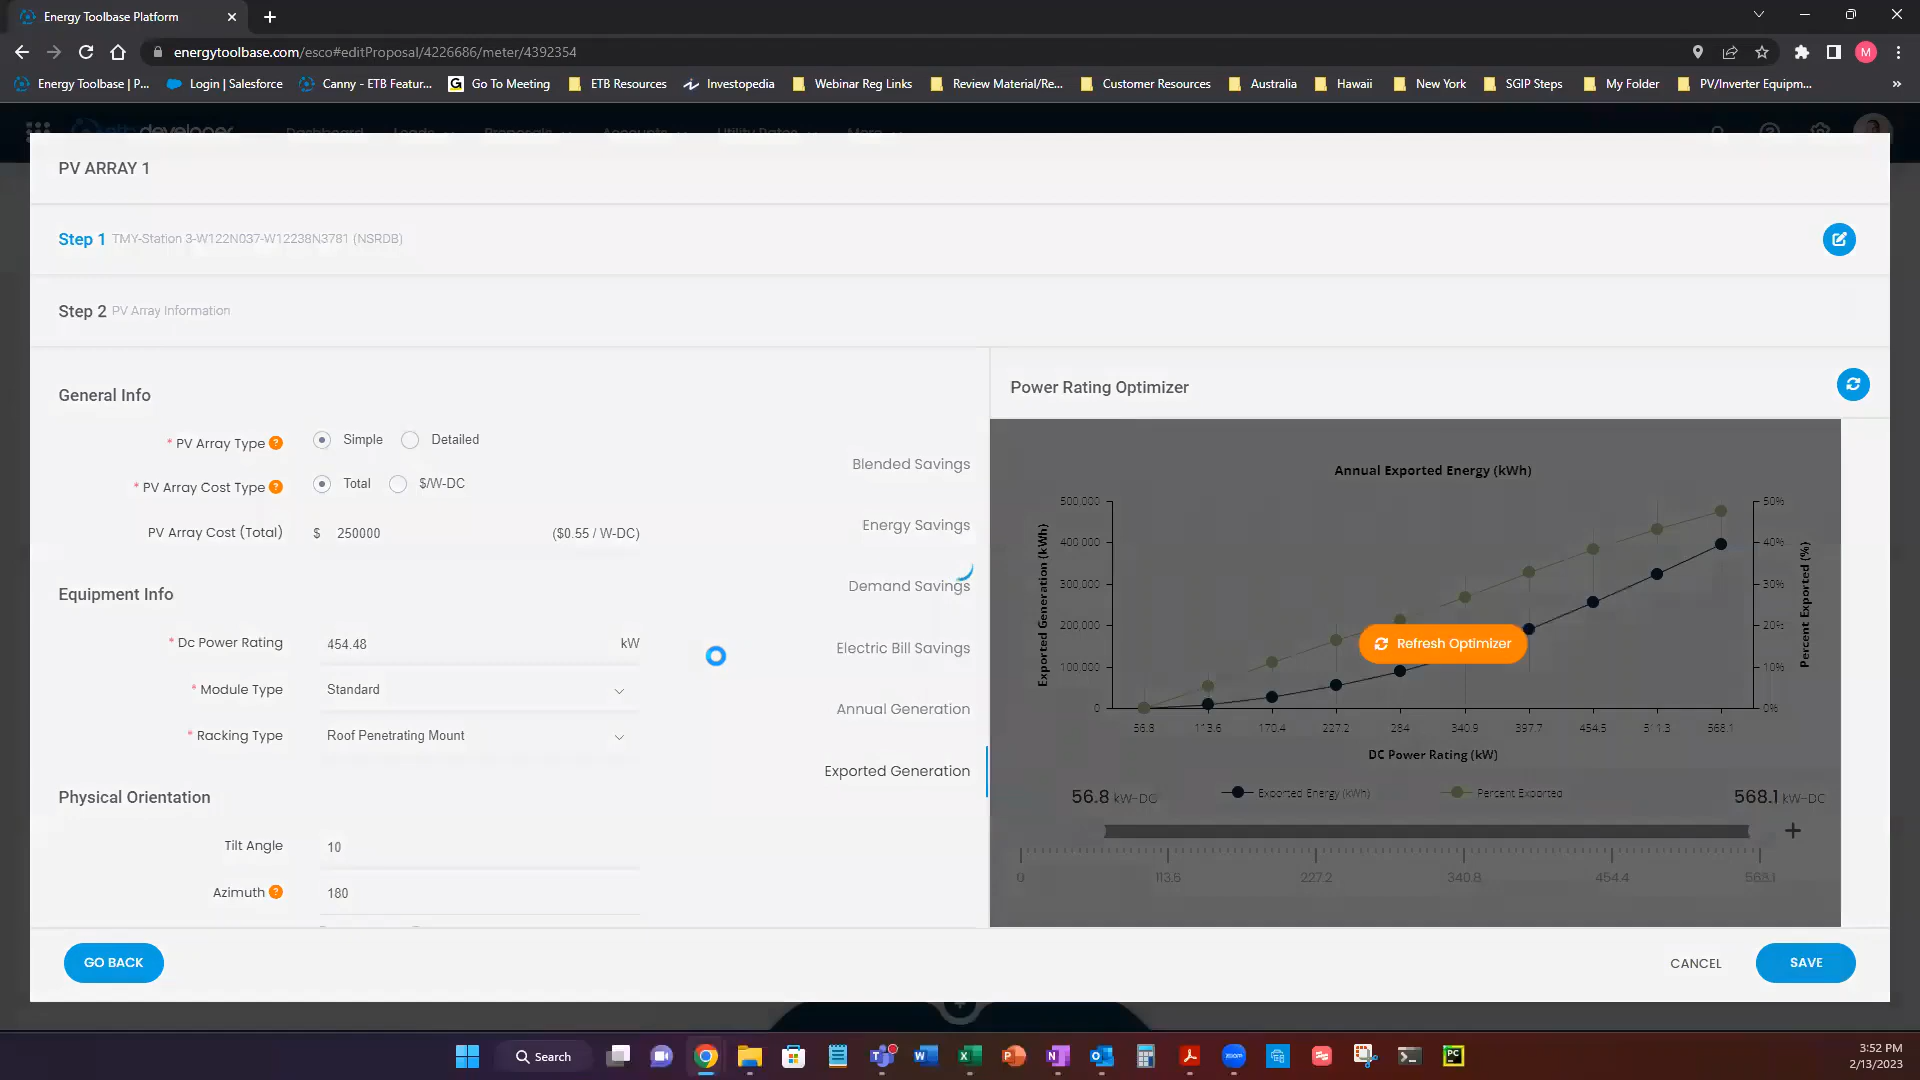 Energy Toolbase Platform
energytoolbase.com/esco#editProposal/4226686/meter/4392354
M
Energy Toolbase | P...
Login | Salesforce
Canny - ETB Featur...
Go To Meeting
ETB Resources
Investopedia
Webinar Reg Links
Review Material/Re...
Customer Resources
Australia
Hawaii
New York
SGIP Steps
My Folder
PV/Inverter Equipm...
»
PV ARRAY 1
Step 1 TMY-Station 3-W122N037-W12238N3781 (NSRDB)
Step 2 PV Array Information
General Info
* PV Array Type ? Simple Detailed
* PV Array Cost Type ? Total $/W-DC
PV Array Cost (Total) $ 250000 ($0.55 / W-DC)
Equipment Info
* Dc Power Rating 454.48 kW
* Module Type Standard
* Racking Type Roof Penetrating Mount
Physical Orientation
Tilt Angle 10
Azimuth ? 180
Blended Savings
Energy Savings
Demand Savings
Electric Bill Savings
Annual Generation
Exported Generation
Power Rating Optimizer
Annual Exported Energy (kWh)
Exported Generation (kWh)
500,000
400,000
300,000
200,000
100,000
0
50%
40%
30%
20%
10%
0%
Percent Exported (%)
Refresh Optimizer
56.8 113.6 170.4 227.2 284 340.9 397.7 454.5 511.3 568.1
DC Power Rating (kW)
56.8 kW-DC
Exported Energy (kWh)
Percent Exported
568.1 kW-DC
+
0 113.6 227.2 340.8 454.4 568.1
GO BACK
CANCEL
SAVE
Search
3:52 PM
2/13/2023